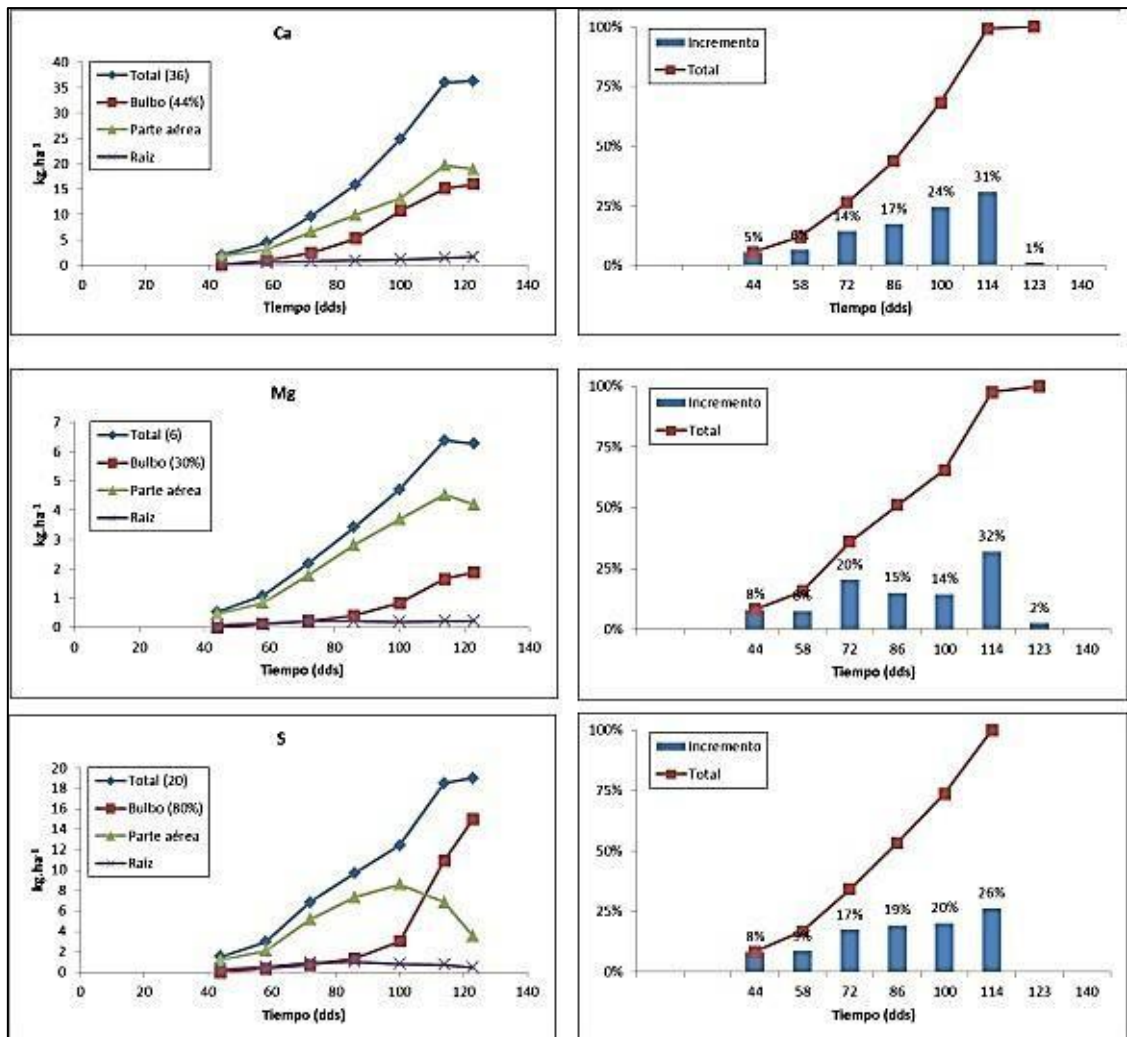 Ca
Total (36)
Bulbo (44%)
Parte aérea
Raíz
kg.ha⁻¹
40
35
30
25
20
15
10
5
0
0 20 40 60 80 100 120 140
Tiempo (dds)
Incremento
Total
100%
75%
50%
25%
0%
5% 14% 17% 24% 31% 1%
44 58 72 86 100 114 123 140
Tiempo (dds)
Mg
Total (6)
Bulbo (30%)
Parte aérea
Raíz
kg.ha⁻¹
7
6
5
4
3
2
1
0
0 20 40 60 80 100 120 140
Tiempo (dds]
Incremento
Total
100%
75%
50%
25%
0%
8% 20% 15% 14% 32% 2%
44 58 72 86 100 114 123 140
Tiempo (dds)
S
Total (20)
Bulbo (80%)
Parte aérea
Raíz
kg.ha⁻¹
20
18
16
14
12
10
8
6
4
2
0
0 20 40 60 80 100 120 140
Tiempo (dds]
Incremento
Total
100%
75%
50%
25%
0%
8% 17% 19% 20% 26%
44 58 72 86 100 114 123 140
Tiempo (dds)